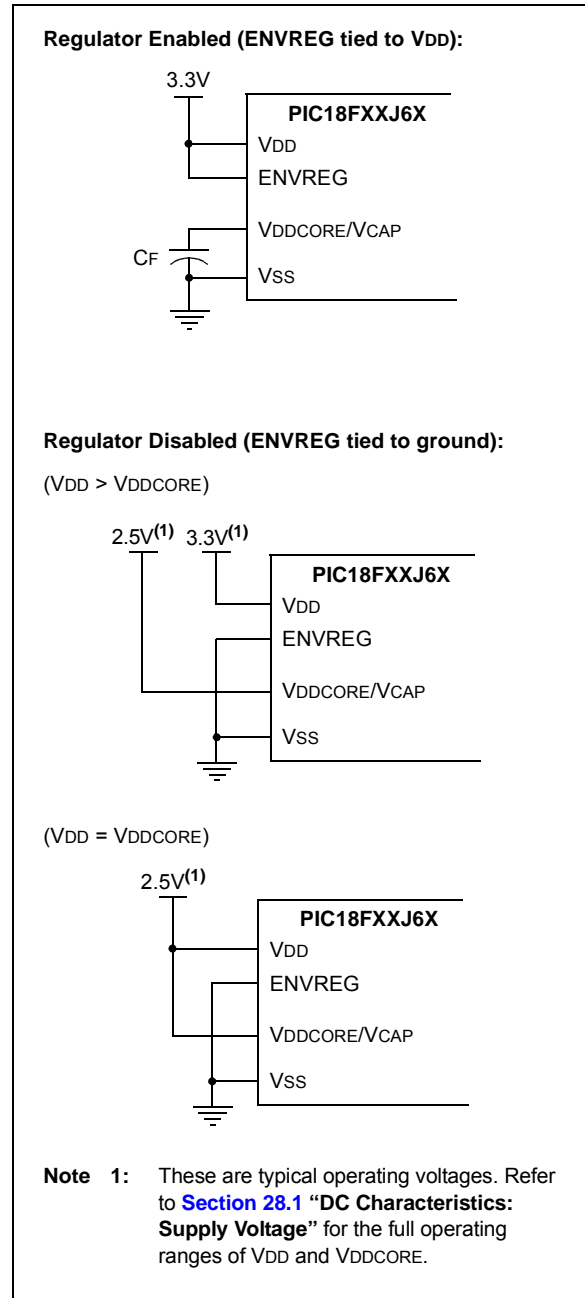 Regulator Enabled (ENVREG tied to VDD):
3.3V
PIC18FXXJ6X
VDD
ENVREG
VDDCORE/VCAP
CF
VSS
Regulator Disabled (ENVREG tied to ground):
(VDD > VDDCORE)
2.5V(1) 3.3V(1)
PIC18FXXJ6X
VDD
ENVREG
VDDCORE/VCAP
VSS
(VDD = VDDCORE)
2.5V(1)
PIC18FXXJ6X
VDD
ENVREG
VDDCORE/VCAP
VSS
Note 1: These are typical operating voltages. Refer
to Section 28.1 “DC Characteristics:
Supply Voltage” for the full operating
ranges of VDD and VDDCORE.